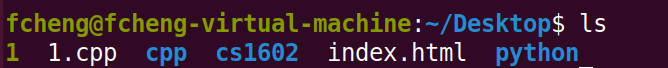 fcheng@fcheng-virtual-machine:~/Desktop$ ls
1  1.cpp  cpp  cs1602  index.html  python